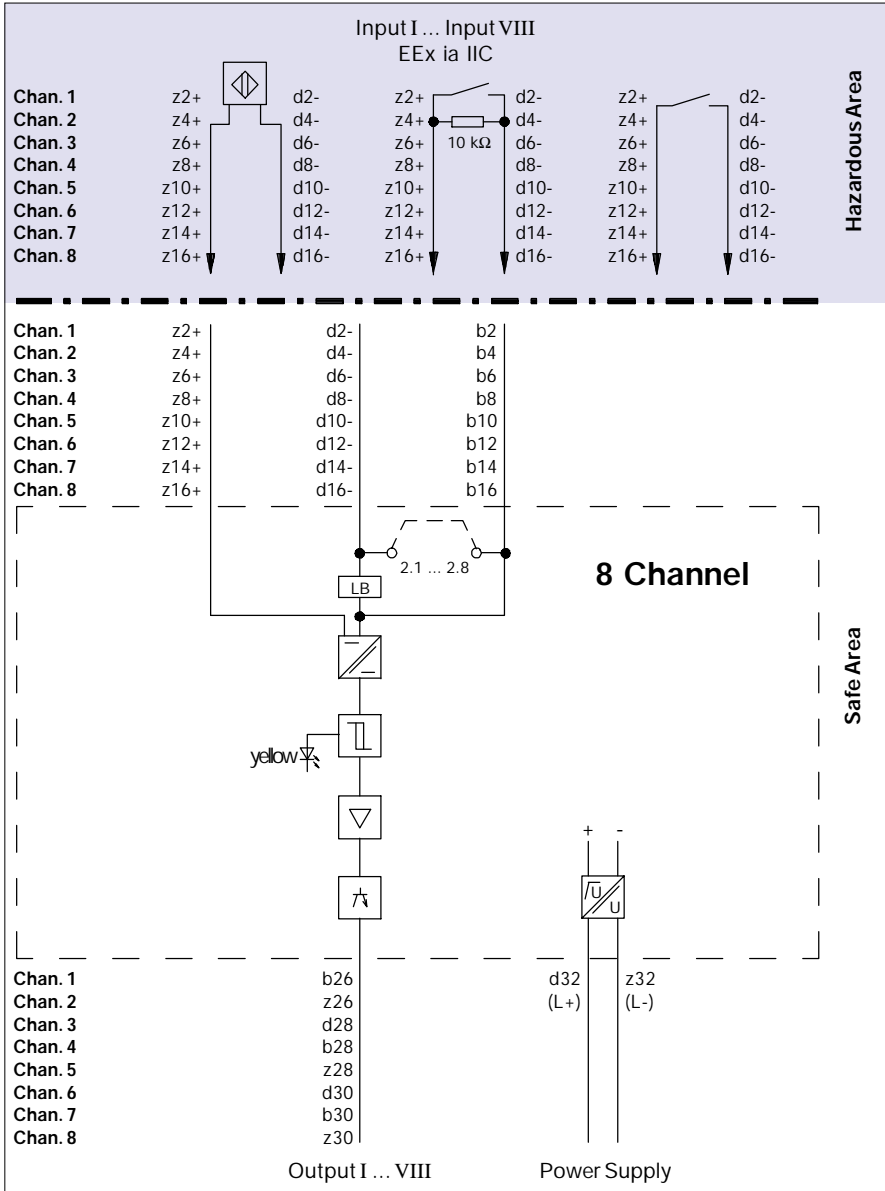 Input I ... Input VIII
EEx ia IIC
Hazardous Area
Chan. 1 z2+ d2- z2+ d2- z2+ d2-
Chan. 2 z4+ d4- z4+ d4- z4+ d4-
Chan. 3 z6+ d6- z6+ 10 kΩ d6- z6+ d6-
Chan. 4 z8+ d8- z8+ d8- z8+ d8-
Chan. 5 z10+ d10- z10+ d10- z10+ d10-
Chan. 6 z12+ d12- z12+ d12- z12+ d12-
Chan. 7 z14+ d14- z14+ d14- z14+ d14-
Chan. 8 z16+ d16- z16+ d16- z16+ d16-
Chan. 1 z2+ d2- b2
Chan. 2 z4+ d4- b4
Chan. 3 z6+ d6- b6
Chan. 4 z8+ d8- b8
Chan. 5 z10+ d10- b10
Chan. 6 z12+ d12- b12
Chan. 7 z14+ d14- b14
Chan. 8 z16+ d16- b16
2.1 ... 2.8
8 Channel
LB
Safe Area
yellow
+ -
U
U
Chan. 1 b26 d32 z32
Chan. 2 z26 (L+) (L-)
Chan. 3 d28
Chan. 4 b28
Chan. 5 z28
Chan. 6 d30
Chan. 7 b30
Chan. 8 z30
Output I ... VIII Power Supply